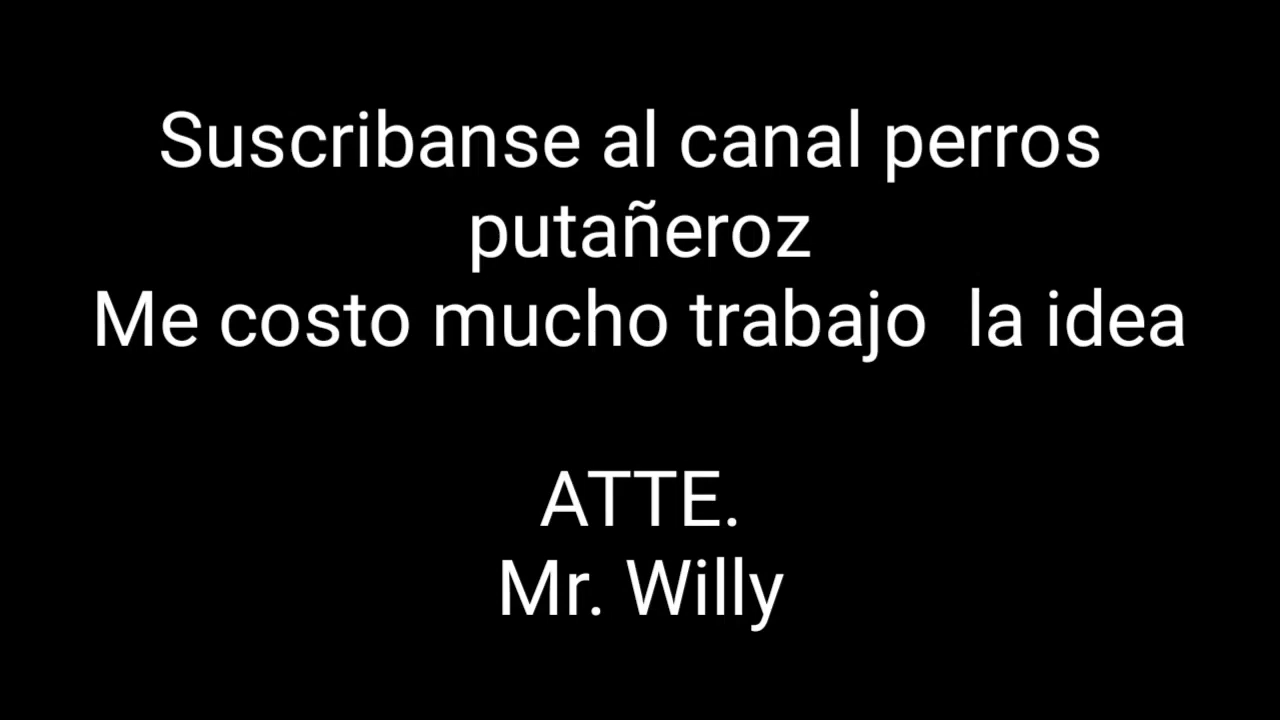 Suscribanse al canal perros
putañeroz
Me costo mucho trabajo  la idea
ATTE.
Mr. Willy